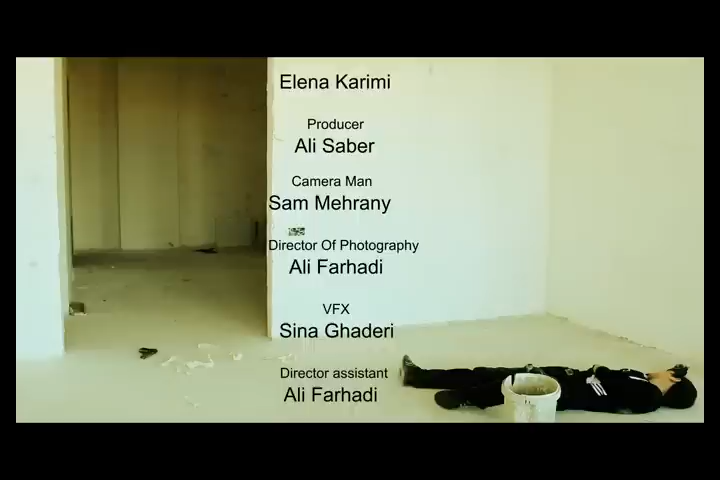 Elena Karimi
Producer
Ali Saber
Camera Man
Sam Mehrany
Director Of Photography
Ali Farhadi
VFX
Sina Ghaderi
Director assistant
Ali Farhadi